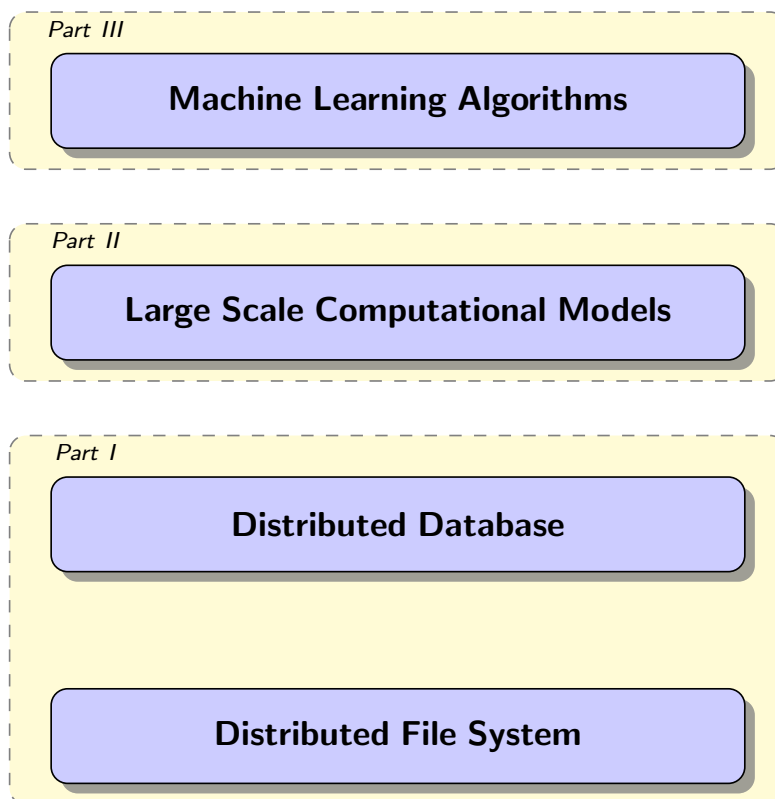 Part III
Machine Learning Algorithms
Part II
Large Scale Computational Models
Part I
Distributed Database
Distributed File System